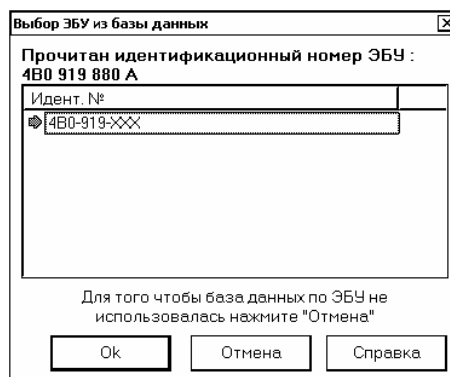 Выбор ЭБУ из базы данных
Прочитан идентификационный номер ЭБУ :
4B0 919 880 A
Идент. №
4B0-919-XXX
Для того чтобы база данных по ЭБУ не
использовалась нажмите "Отмена"
Ok Отмена Справка